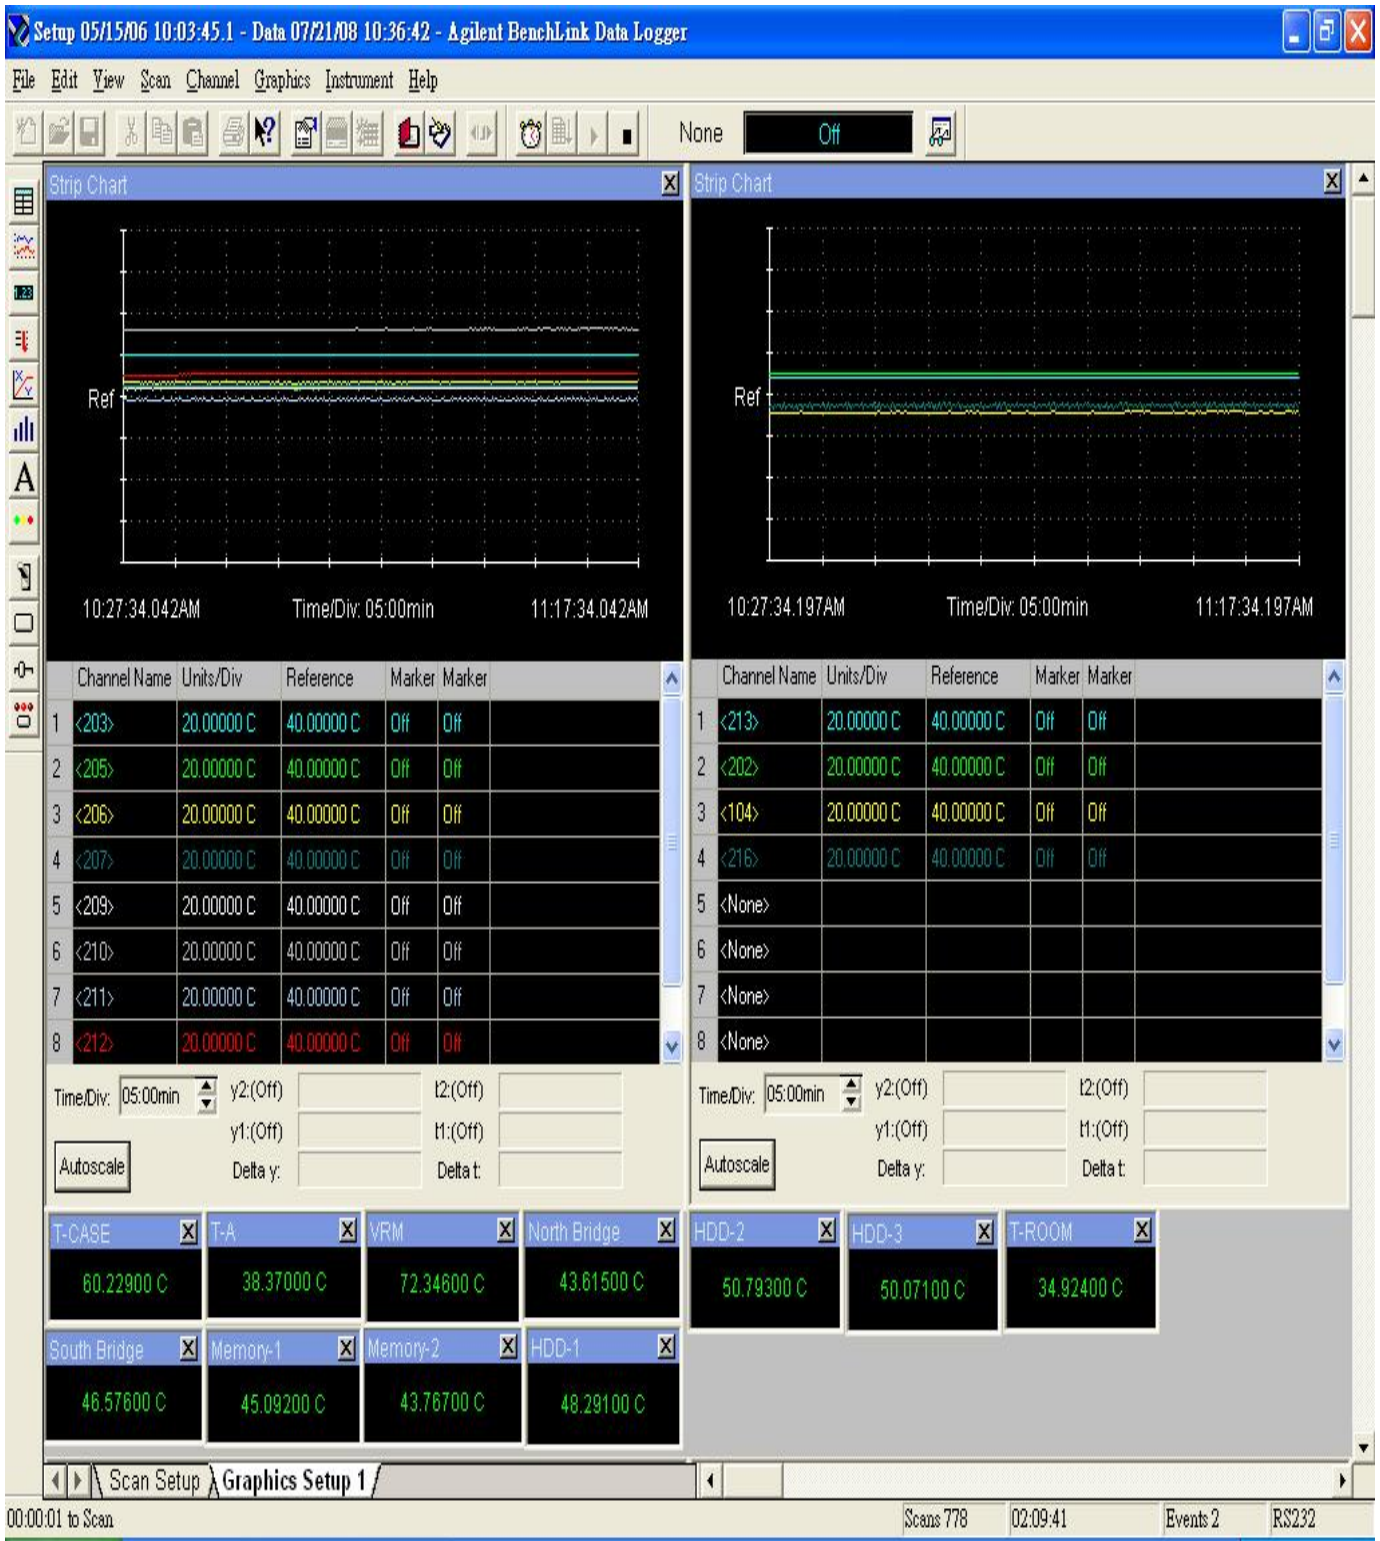 Setup 05/15/06 10:03:45.1 - Data 07/21/08 10:36:42 - Agilent BenchLink Data Logger
File Edit View Scan Channel Graphics Instrument Help
None Off
Strip Chart
Ref
10:27:34.042AM Time/Div: 05:00min 11:17:34.042AM
Channel Name Units/Div Reference Marker Marker
1 <203> 20.00000 C 40.00000 C Off Off
2 <205> 20.00000 C 40.00000 C Off Off
3 <206> 20.00000 C 40.00000 C Off Off
4 <207> 20.00000 C 40.00000 C Off Off
5 <209> 20.00000 C 40.00000 C Off Off
6 <210> 20.00000 C 40.00000 C Off Off
7 <211> 20.00000 C 40.00000 C Off Off
8 <212> 20.00000 C 40.00000 C Off Off
Time/Div: 05:00min y2:(Off) t2:(Off)
y1:(Off) t1:(Off)
Autoscale Delta y: Delta t:
Strip Chart
Ref
10:27:34.197AM Time/Div: 05:00min 11:17:34.197AM
Channel Name Units/Div Reference Marker Marker
1 <213> 20.00000 C 40.00000 C Off Off
2 <202> 20.00000 C 40.00000 C Off Off
3 <104> 20.00000 C 40.00000 C Off Off
4 <216> 20.00000 C 40.00000 C Off Off
5 <None>
6 <None>
7 <None>
8 <None>
Time/Div: 05:00min y2:(Off) t2:(Off)
y1:(Off) t1:(Off)
Autoscale Delta y: Delta t:
T-CASE T-A VRM North Bridge HDD-2 HDD-3 T-ROOM
60.22900 C 38.37000 C 72.34600 C 43.61500 C 50.79300 C 50.07100 C 34.92400 C
South Bridge Memory-1 Memory-2 HDD-1
46.57600 C 45.09200 C 43.76700 C 48.29100 C
Scan Setup Graphics Setup 1
00:00:01 to Scan Scans 778 02:09:41 Events 2 RS232